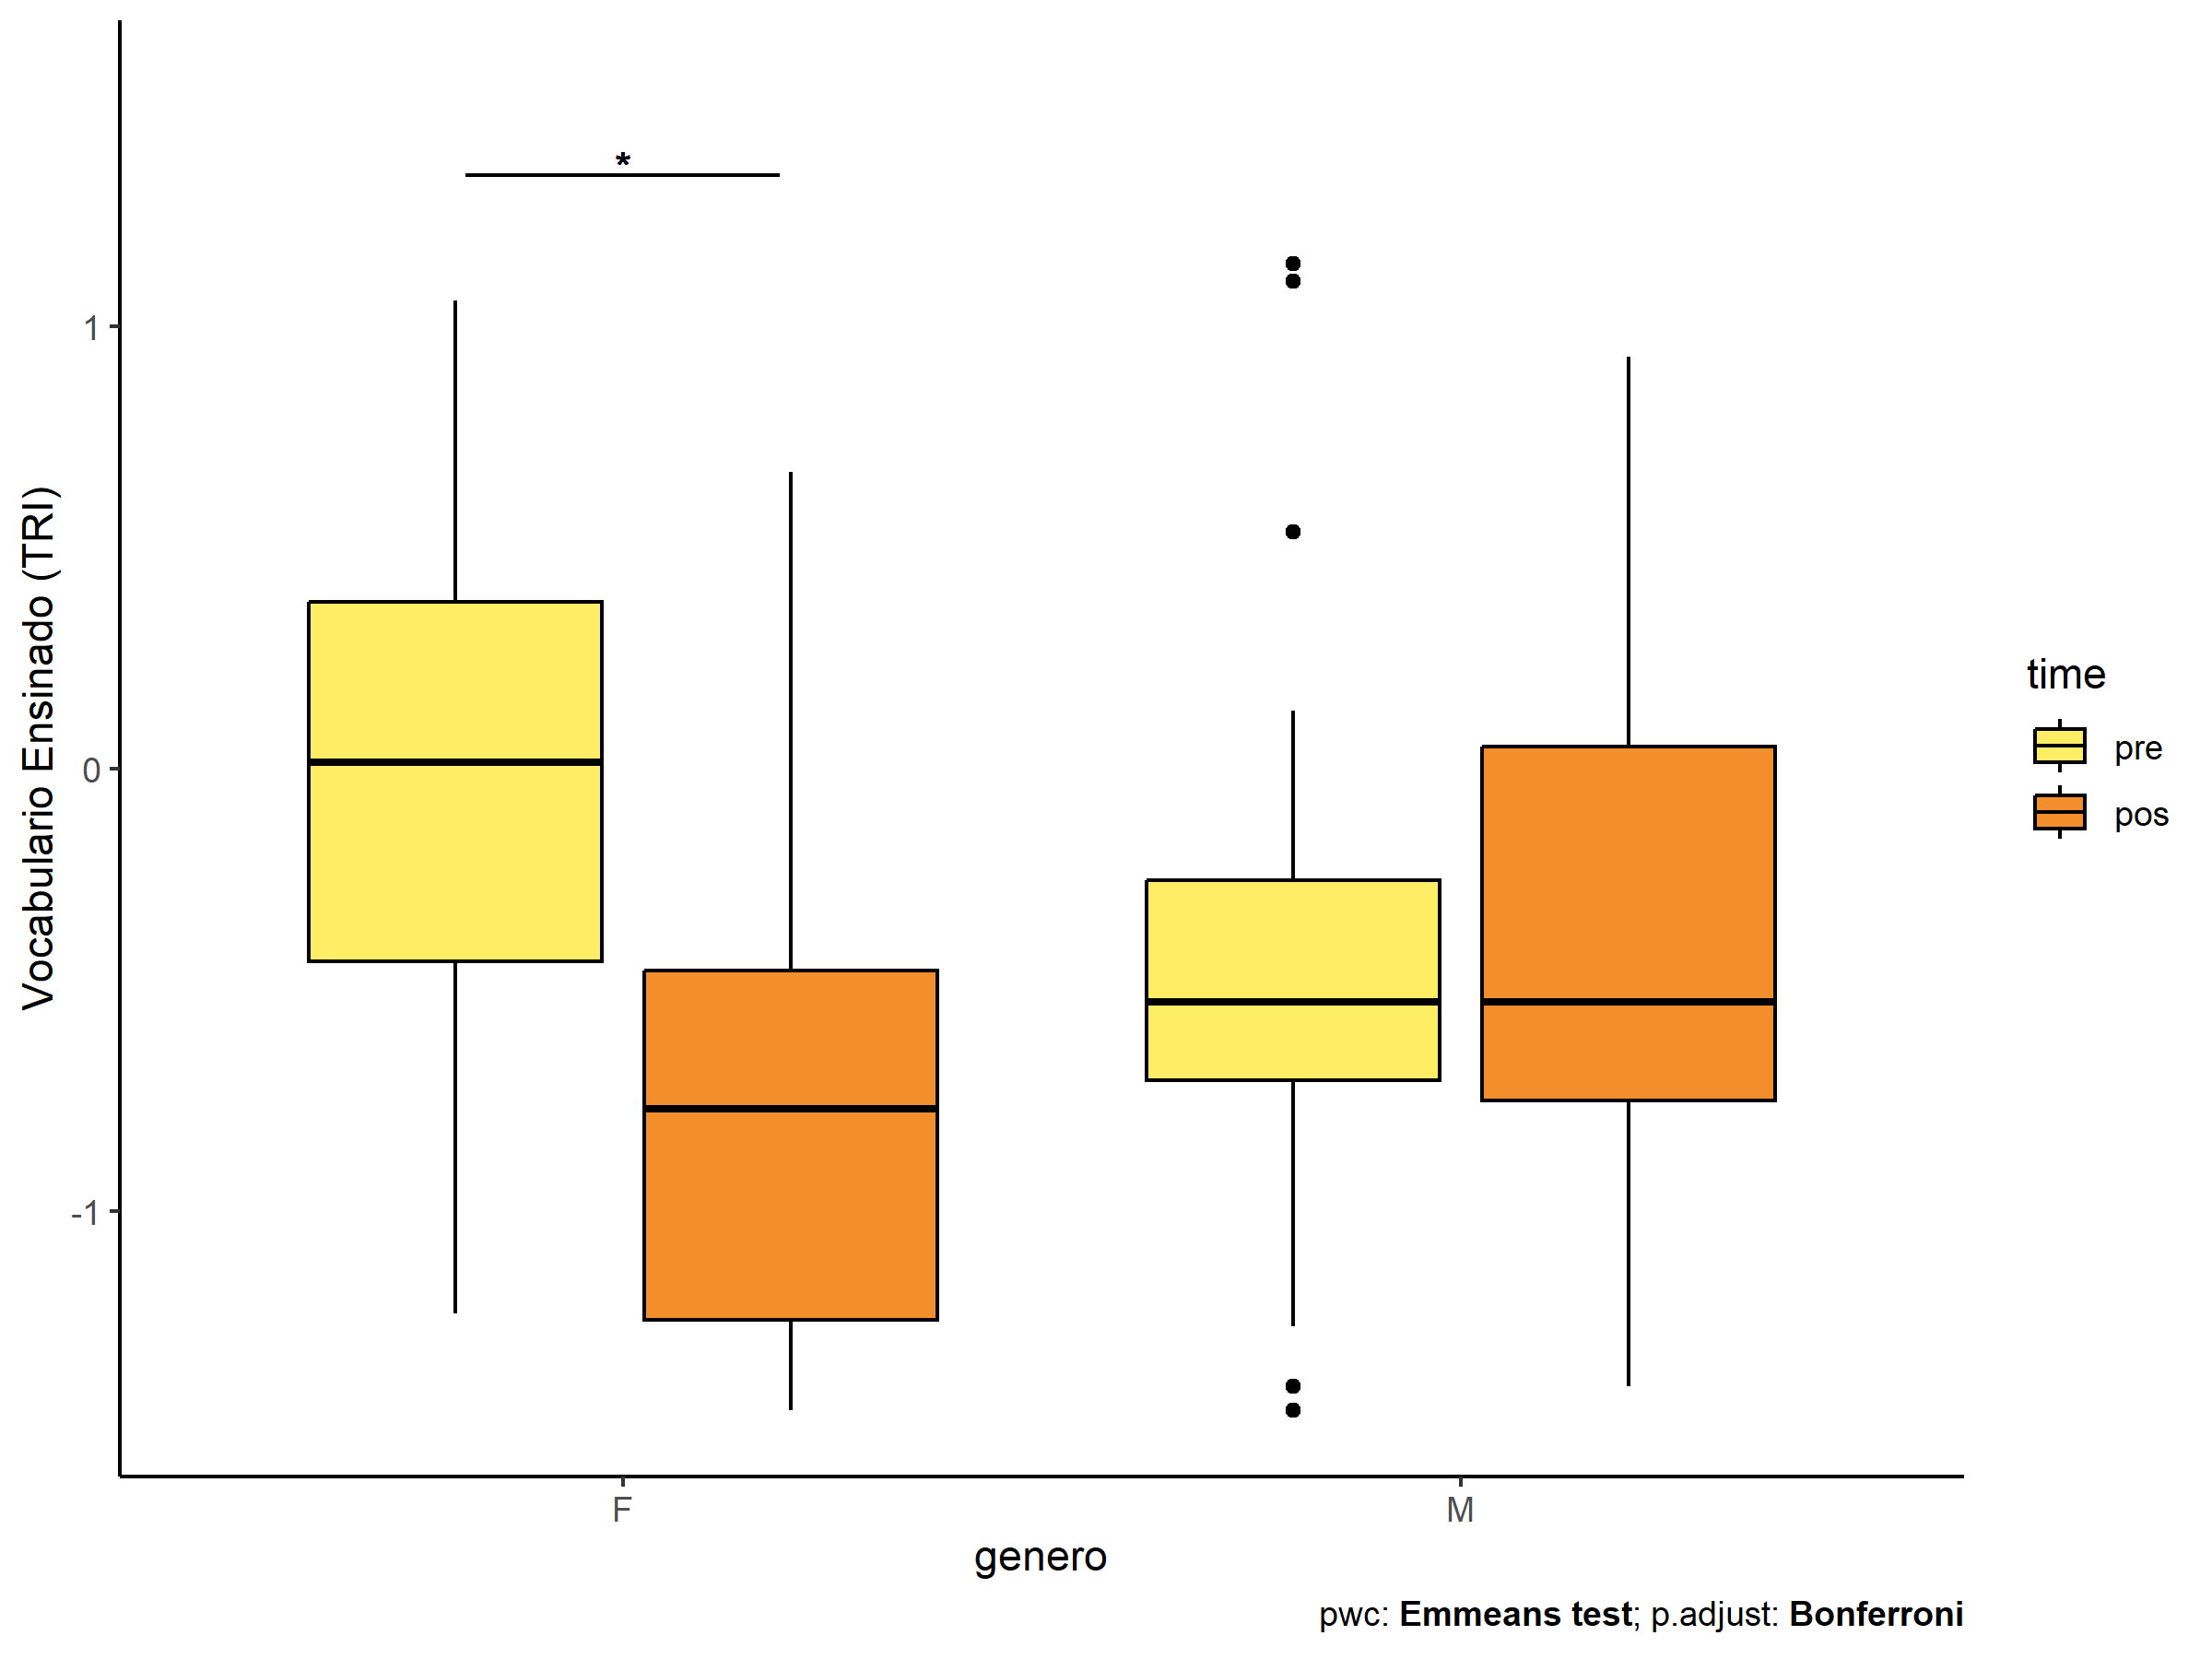 *
Vocabulario Ensinado (TRI)
1
0
-1
F
M
genero
time
pre
pos
pwc: Emmeans test; p.adjust: Bonferroni